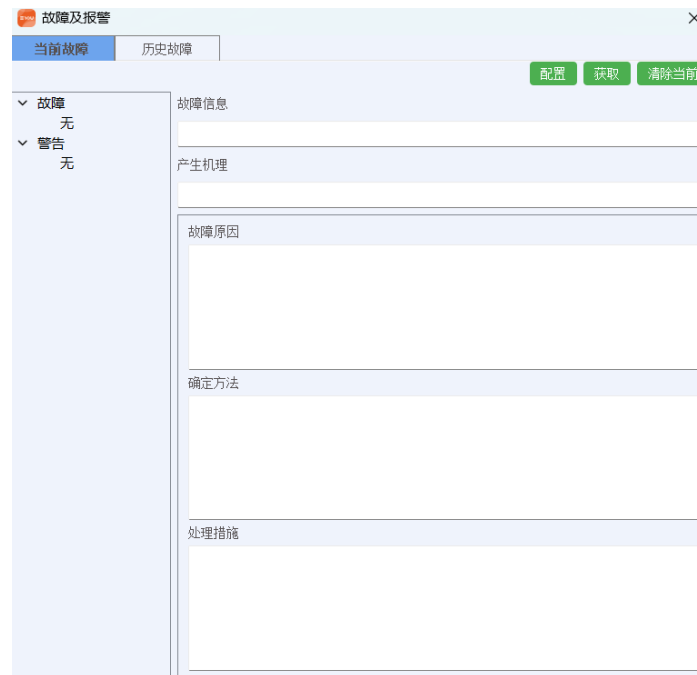 故障及报警
当前故障
历史故障
配置
获取
清除当前
故障
无
警告
无
故障信息
产生机理
故障原因
确定方法
处理措施